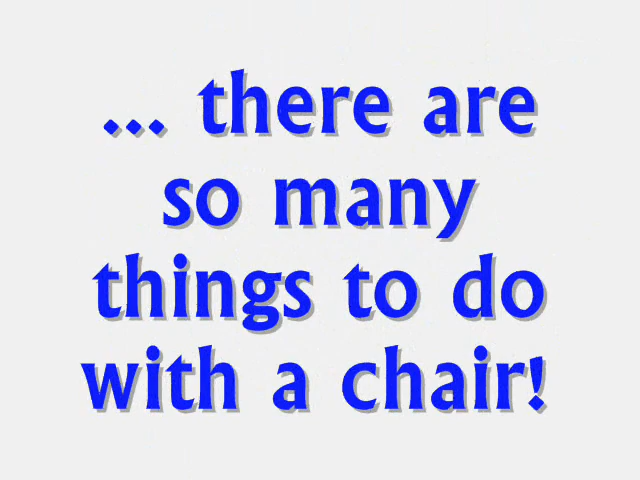 ... there are
so many
things to do
with a chair!